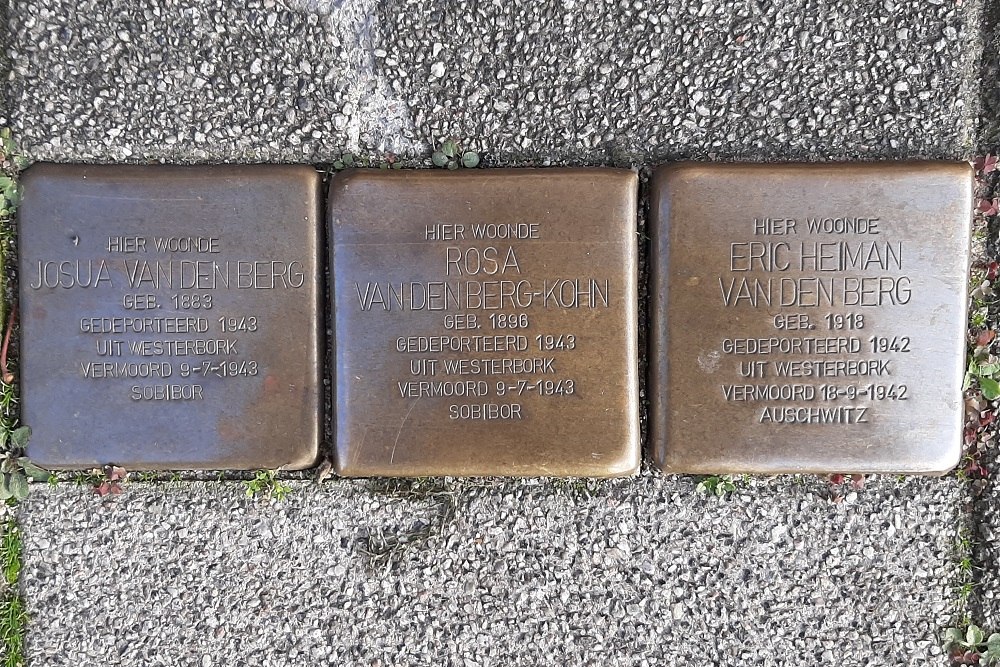 HIER WOONDE
JOSUA VAN DEN BERG
GEB. 1883
GEDEPORTEERD 1943
UIT WESTERBORK
VERMOORD 9-7-1943
SOBIBOR
HIER WOONDE
ROSA
VAN DEN BERG-KOHN
GEB. 1896
GEDEPORTEERD 1943
UIT WESTERBORK
VERMOORD 9-7-1943
SOBIBOR
HIER WOONDE
ERIC HEIMAN
VAN DEN BERG
GEB. 1918
GEDEPORTEERD 1942
UIT WESTERBORK
VERMOORD 18-9-1942
AUSCHWITZ